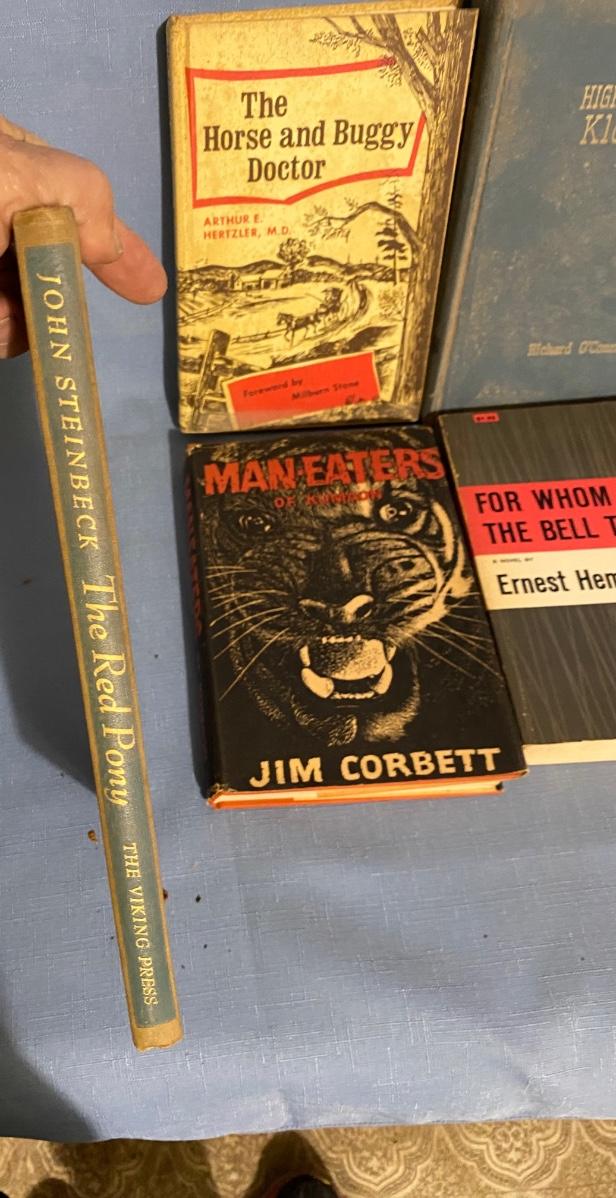 JOHN STEINBECK The Red Pony THE VIKING PRESS
The
Horse and Buggy
Doctor
ARTHUR E.
HERTZLER, M.D.
Foreword by
Milburn Stone
HIGH
Kl
Richard O'Conn
MAN-EATERS
OF KUMAON
JIM CORBETT
FOR WHOM
THE BELL T
A NOVEL BY
Ernest Hem